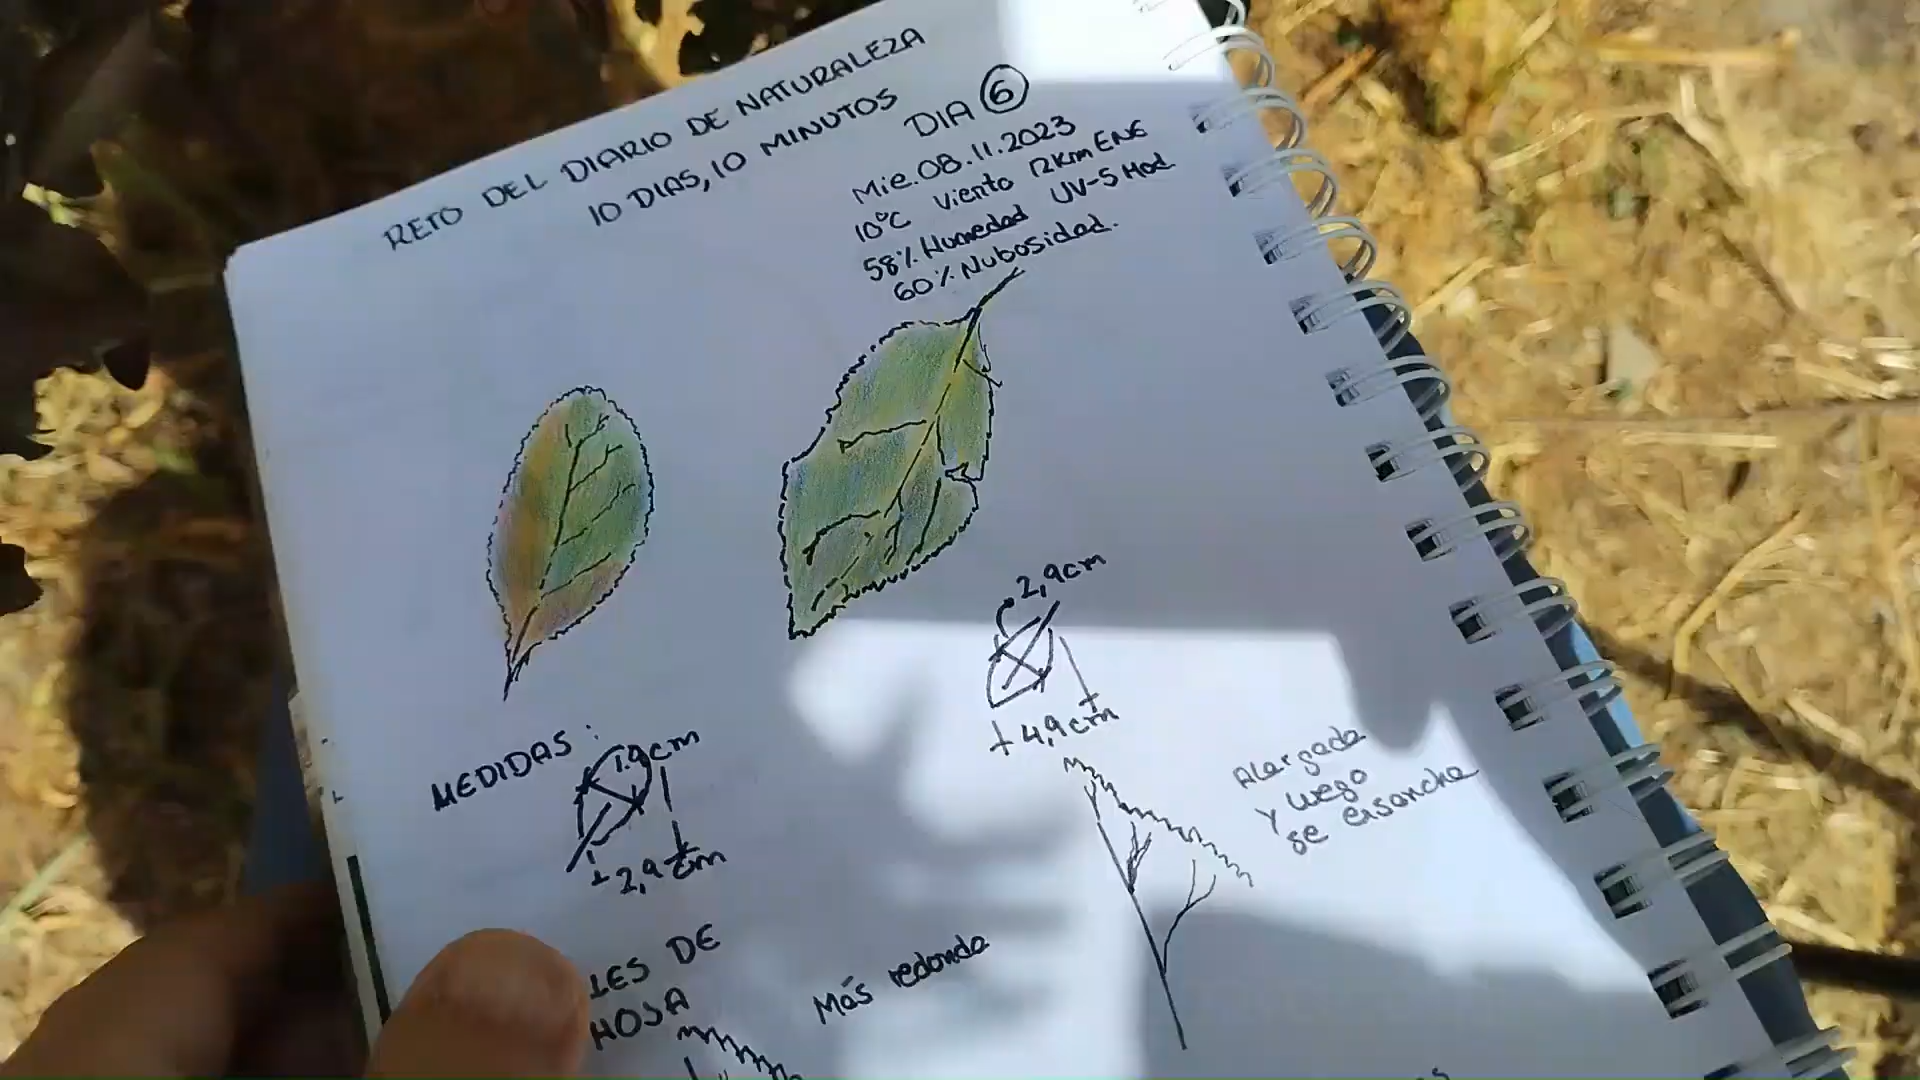 RETO DEL DIARIO DE NATURALEZA
10 DIAS, 10 MINUTOS
DIA 6
Mie. 08.11.2023
10°C Viento 12Km ENE
58% Humedad UV-5 Mod.
60% Nubosidad.
2,9cm
4,9cm
MEDIDAS:
1.9cm
2,9cm
Alargada
y luego
se ensancha
LES DE
HOJA
Más redonda